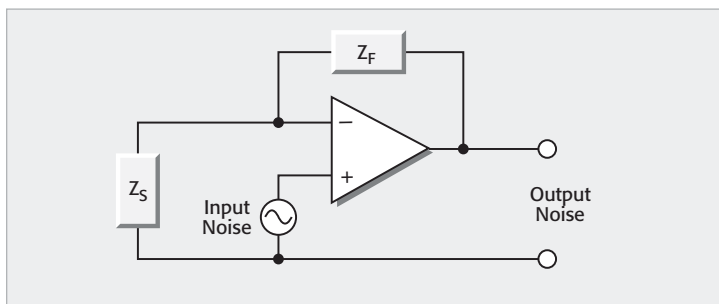 Z_F
−
Z_S
+
Input
Noise
Output
Noise